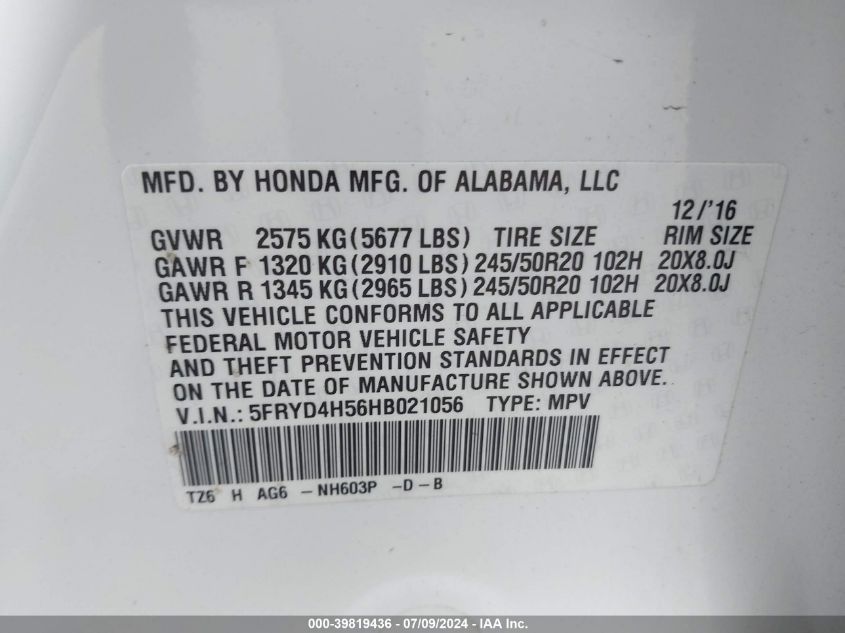 MFD. BY HONDA MFG. OF ALABAMA, LLC
12/'16
GVWR 2575 KG (5677 LBS) TIRE SIZE RIM SIZE
GAWR F 1320 KG (2910 LBS) 245/50R20 102H 20X8.0J
GAWR R 1345 KG (2965 LBS) 245/50R20 102H 20X8.0J
THIS VEHICLE CONFORMS TO ALL APPLICABLE
FEDERAL MOTOR VEHICLE SAFETY
AND THEFT PREVENTION STANDARDS IN EFFECT
ON THE DATE OF MANUFACTURE SHOWN ABOVE.
V.I.N.: 5FRYD4H56HB021056 TYPE: MPV
TZ6 H AG6 - NH603P -D - B
000-39819436 - 07/09/2024 - IAA Inc.